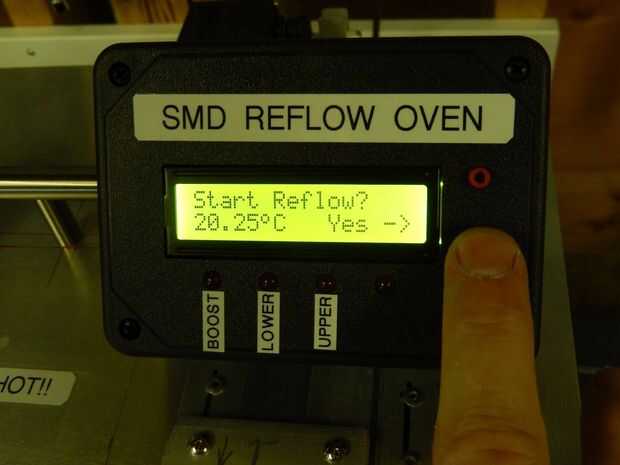 SMD REFLOW OVEN
Start Reflow?
20.25°C Yes ->
BOOST
LOWER
UPPER
HOT!!